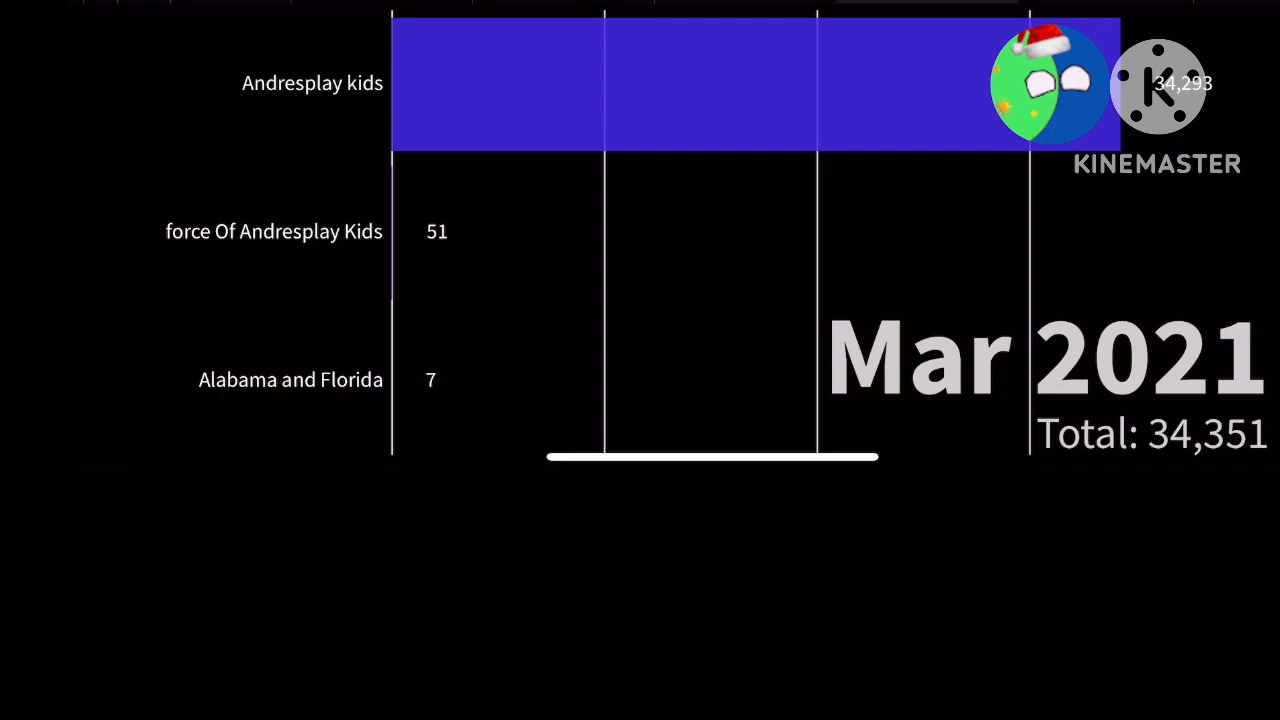 Andresplay kids
34,293
K
KINEMASTER
force Of Andresplay Kids
51
Mar 2021
Alabama and Florida
7
Total: 34,351